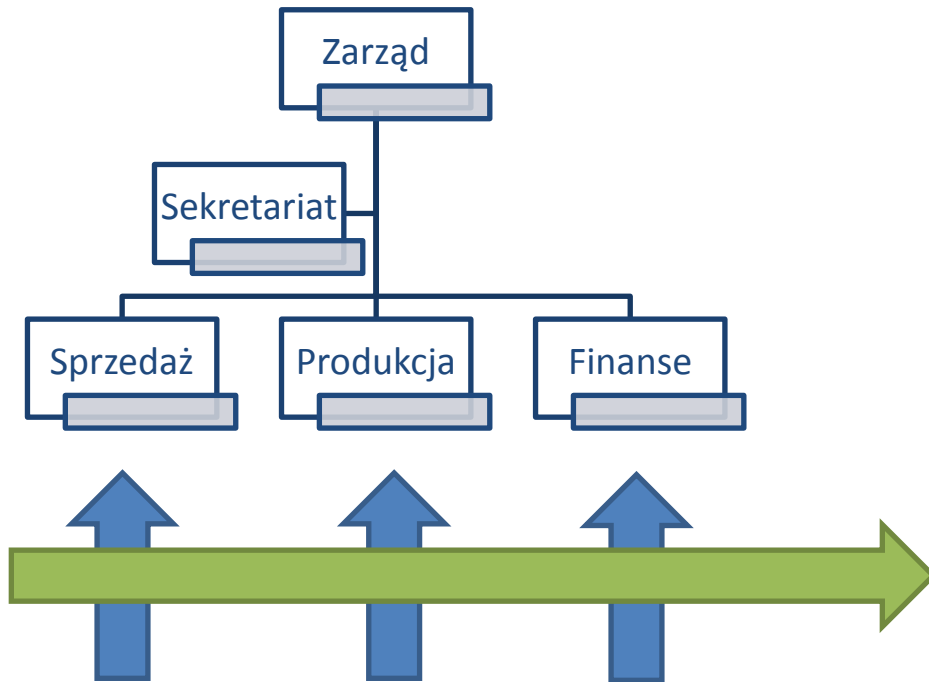 Zarząd
Sekretariat
Sprzedaż
Produkcja
Finanse